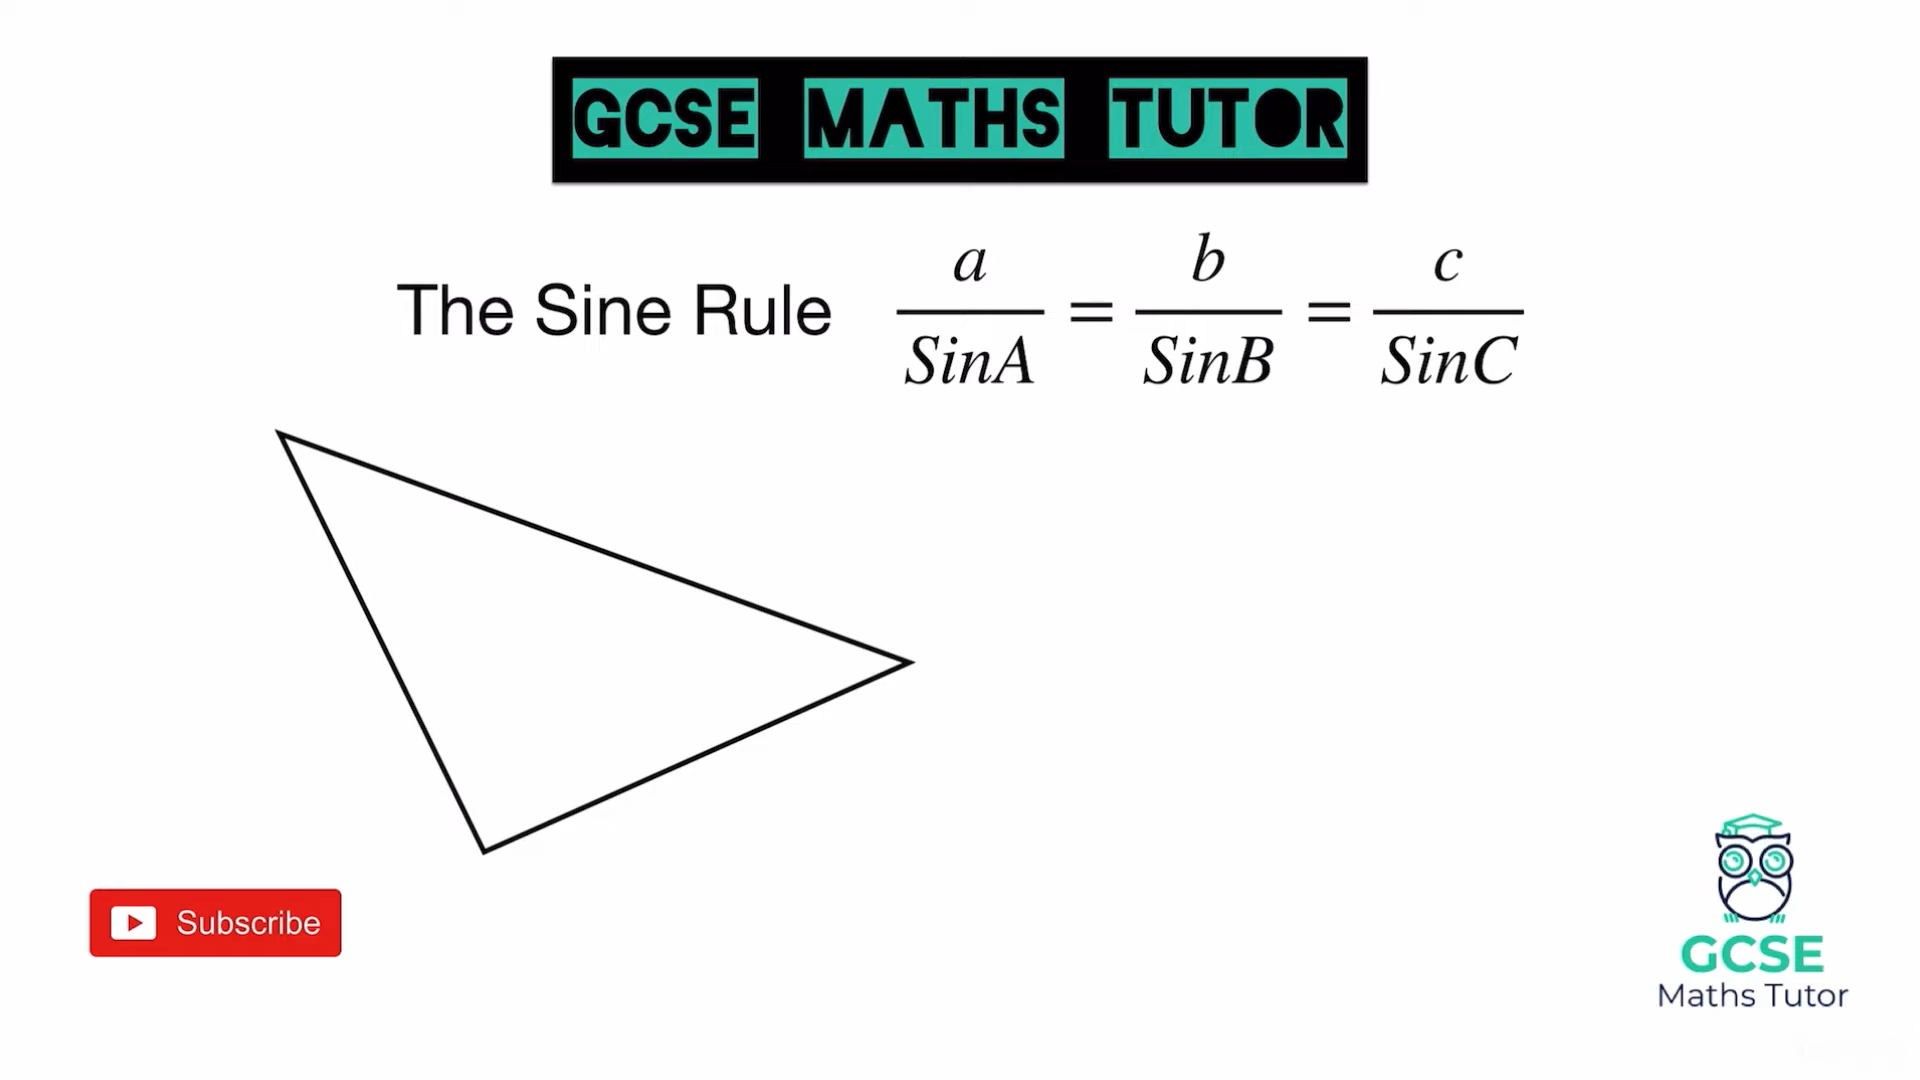 GCSE MATHS TUTOR
The Sine Rule a/SinA = b/SinB = c/SinC
Subscribe
GCSE
Maths Tutor